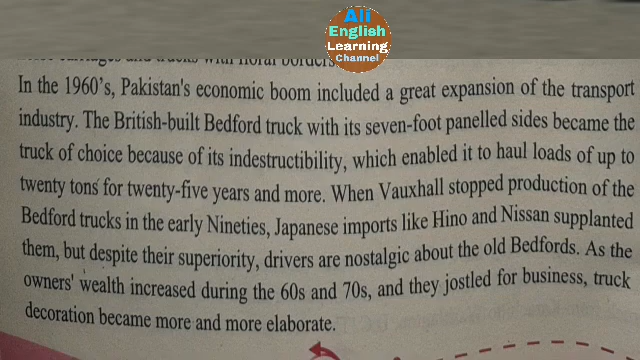 Ali
English
Learning
Channel
and trucks with floral borders.
In the 1960's, Pakistan's economic boom included a great expansion of the transport
industry. The British-built Bedford truck with its seven-foot panelled sides became the
truck of choice because of its indestructibility, which enabled it to haul loads of up to
twenty tons for twenty-five years and more. When Vauxhall stopped production of the
Bedford trucks in the early Nineties, Japanese imports like Hino and Nissan supplanted
them, but despite their superiority, drivers are nostalgic about the old Bedfords. As the
owners' wealth increased during the 60s and 70s, and they jostled for business, truck
decoration became more and more elaborate.